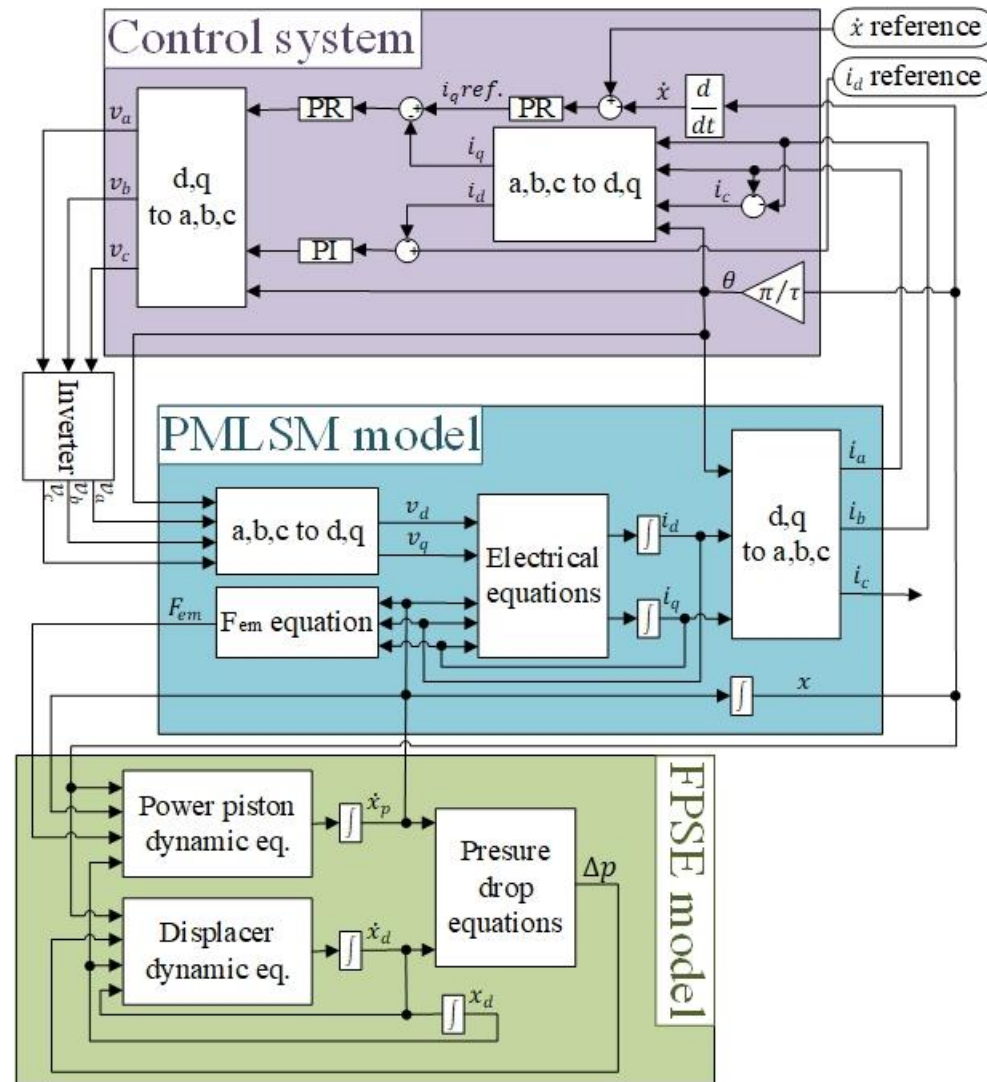 Control system
ẋ reference
i_d reference
i_q ref.
PR
PR
ẋ
d/dt
v_a
v_b
v_c
d,q
to a,b,c
i_q
i_d
a,b,c to d,q
i_c
PI
θ
π/τ
Inverter
v_a
v_b
v_c
PMLSM model
a,b,c to d,q
v_d
v_q
Electrical
equations
∫
i_d
∫
i_q
d,q
to a,b,c
i_a
i_b
i_c
F_em
F_em equation
∫
x
FPSE model
Power piston
dynamic eq.
∫
ẋ_p
Presure
drop
equations
Δp
Displacer
dynamic eq.
∫
ẋ_d
∫
x_d